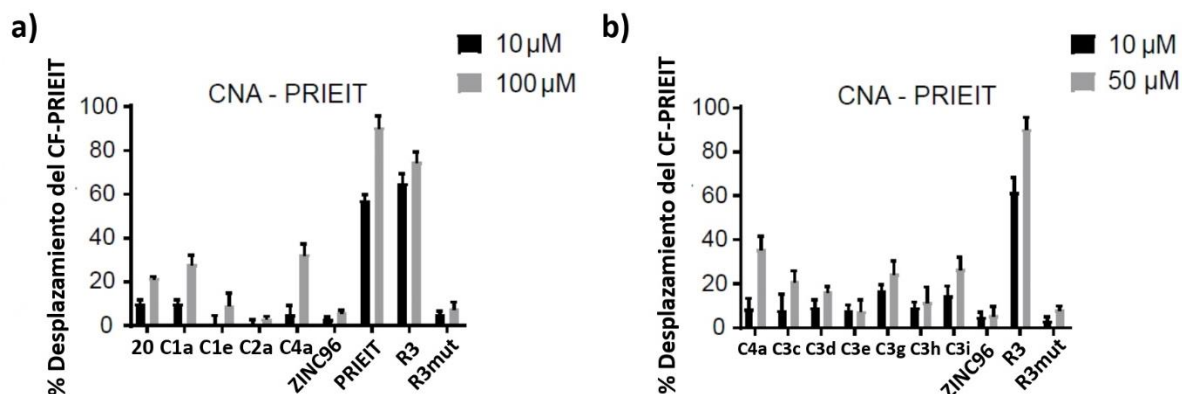 a)
10 µM
100 µM
CNA - PRIEIT
% Desplazamiento del CF-PRIEIT
100
80
60
40
20
0
20 C1a C1e C2a C4a ZINC96 PRIEIT R3 R3mut
b)
10 µM
50 µM
CNA - PRIEIT
% Desplazamiento del CF-PRIEIT
100
80
60
40
20
0
C4a C3c C3d C3e C3g C3h C3i ZINC96 R3 R3mut